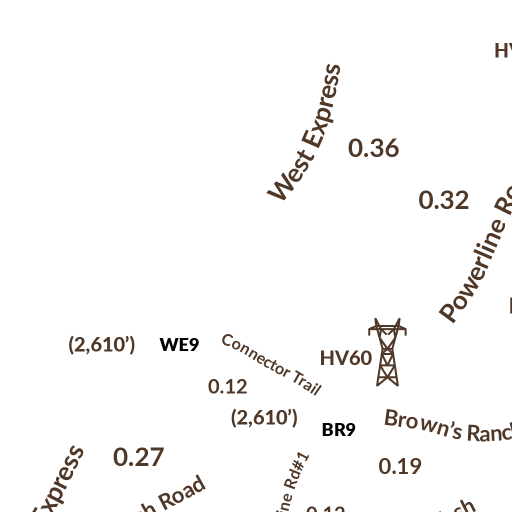 HV
West Express
0.36
0.32
Powerline
(2,610’)
WE9
Connector Trail
HV60
0.12
(2,610’)
BR9
Brown’s Ranc
0.27
0.19
Express
h Road
ine Rd#1